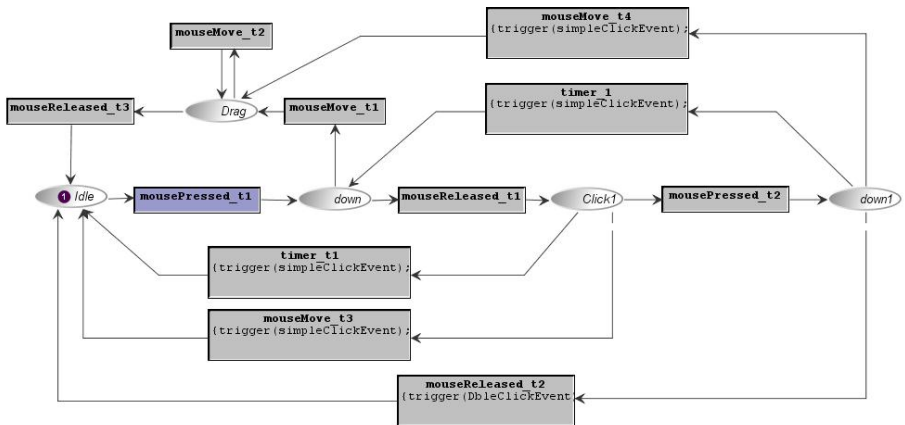 mouseMove_t4
{trigger(simpleClickEvent);
mouseMove_t2
timer_1
{trigger(simpleClickEvent);
mouseReleased_t3
Drag
mouseMove_t1
1 Idle
mousePressed_t1
down
mouseReleased_t1
Click1
mousePressed_t2
down1
timer_t1
{trigger(simpleClickEvent);
mouseMove_t3
{trigger(simpleClickEvent);
mouseReleased_t2
{trigger(DbleClickEvent